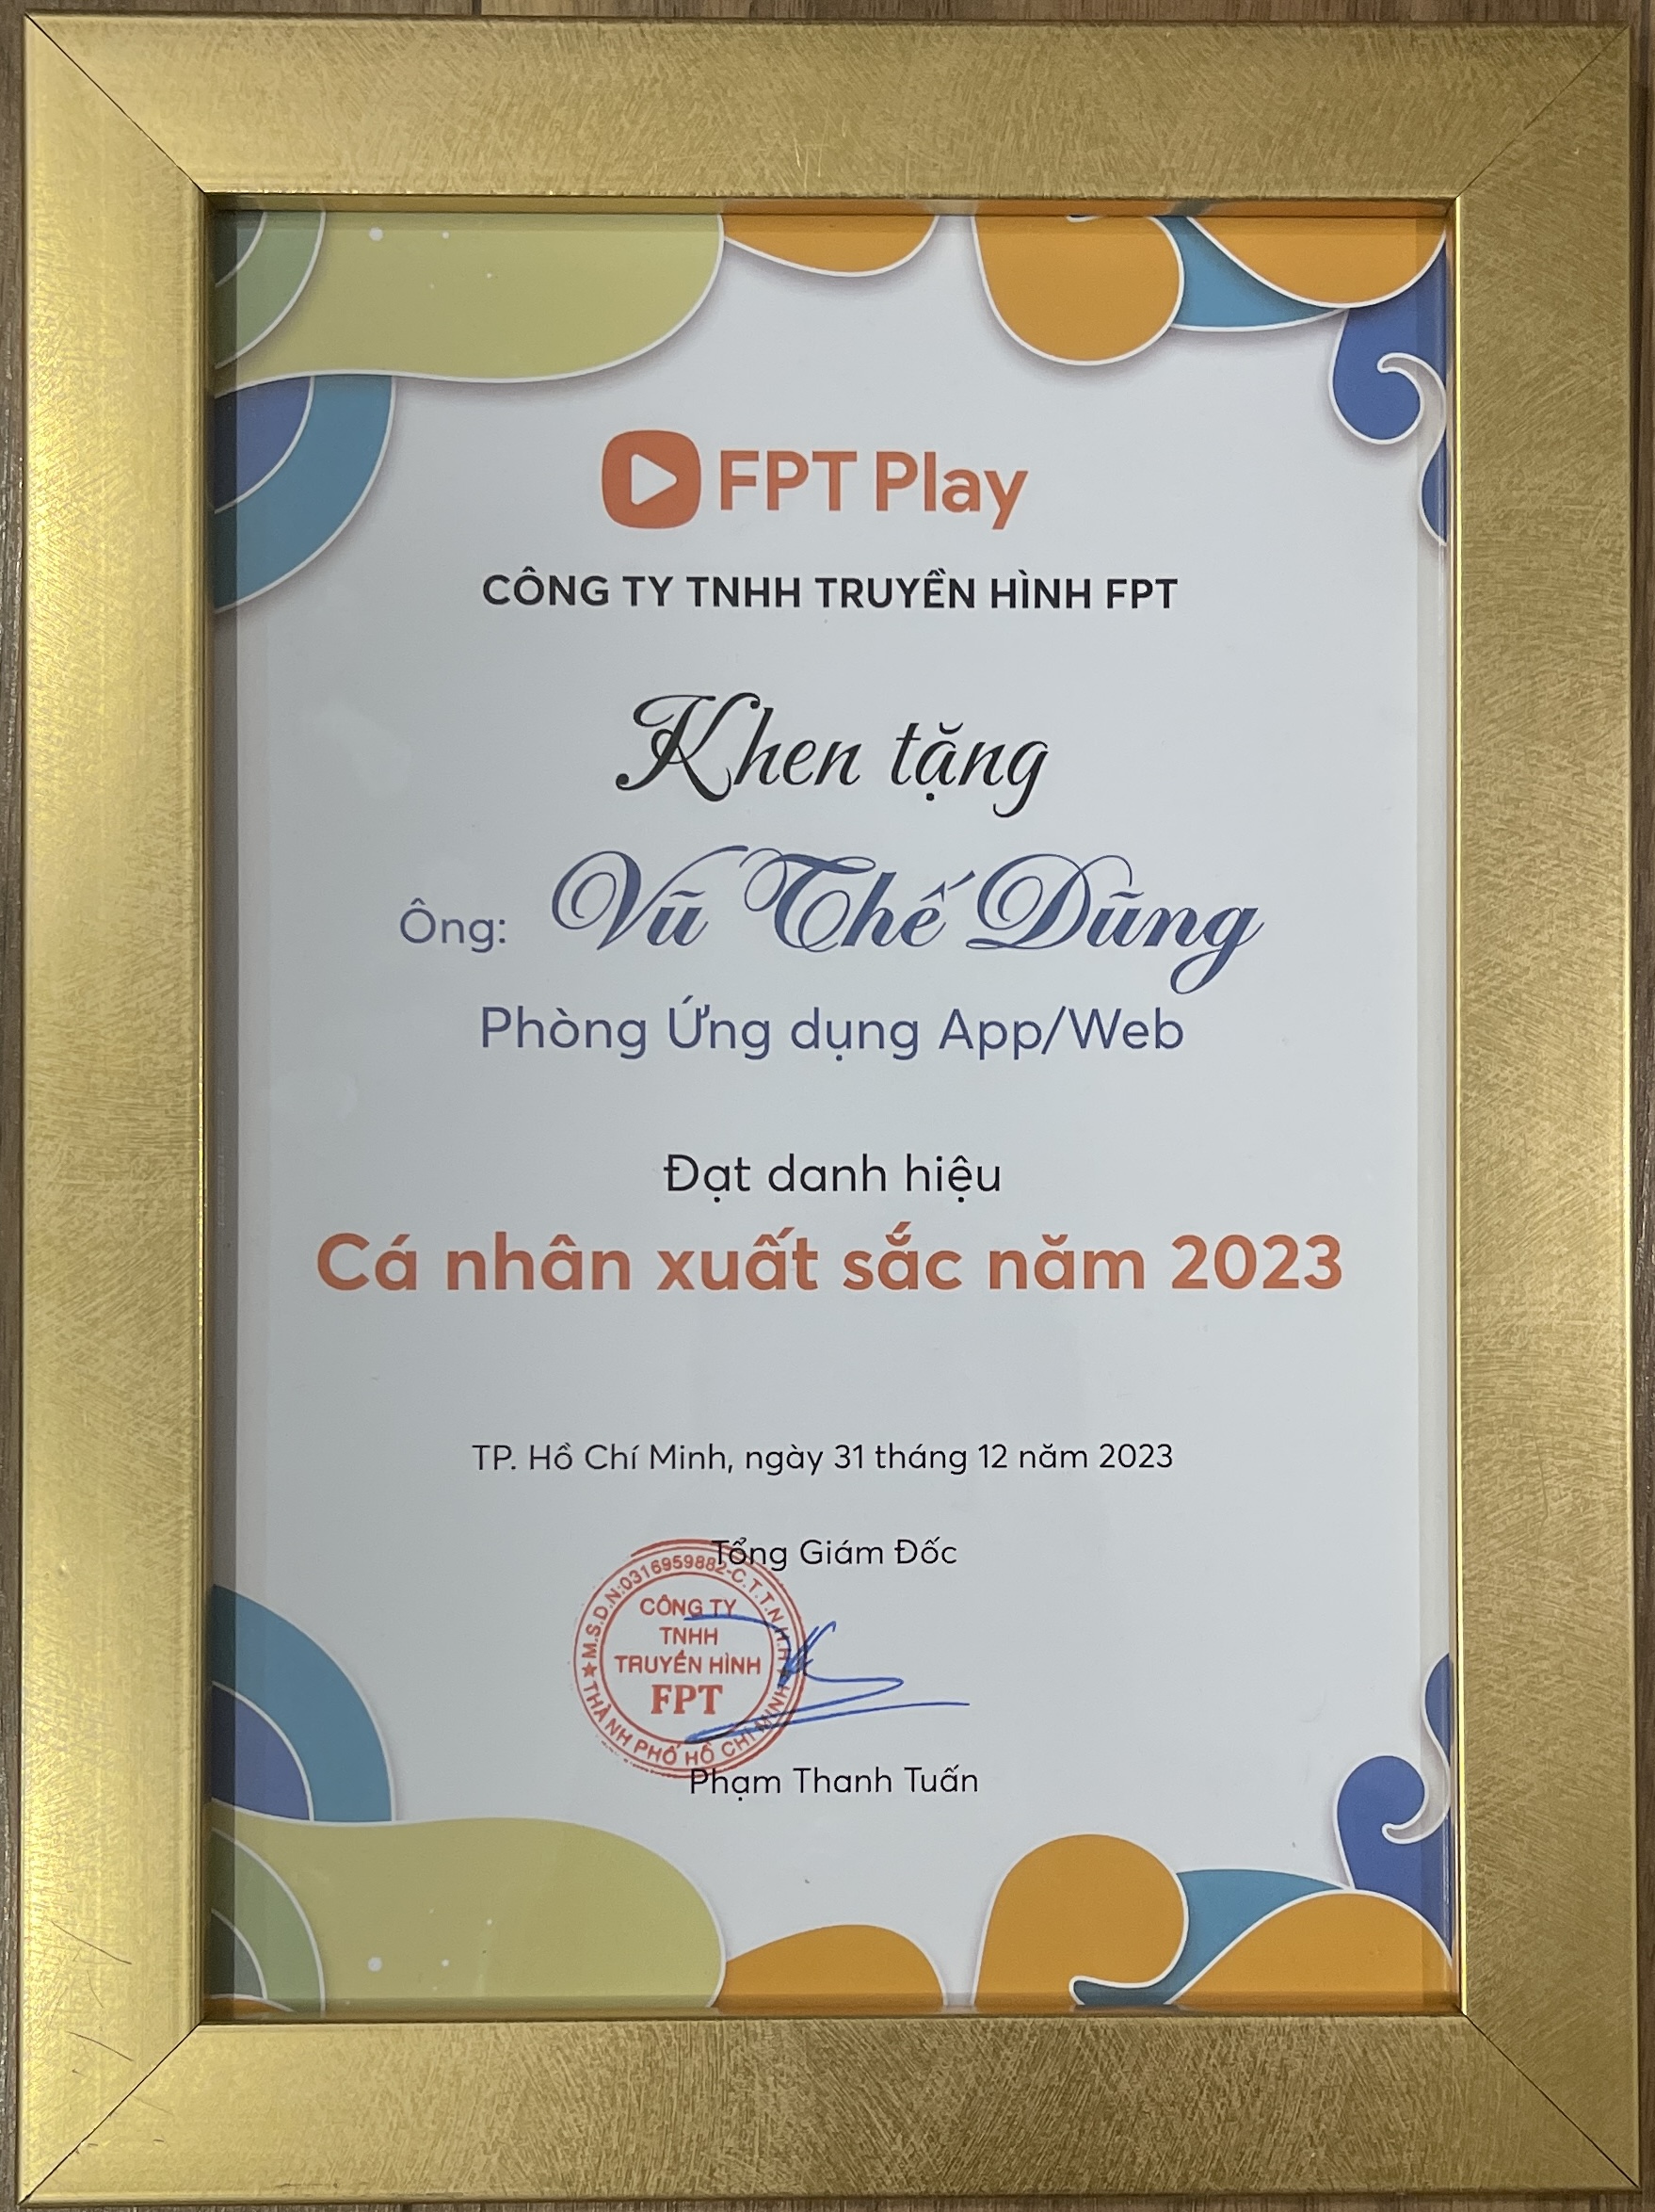 FPT Play
CÔNG TY TNHH TRUYỀN HÌNH FPT
Khen tặng
Ông: Vũ Thế Dũng
Phòng Ứng dụng App/Web
Đạt danh hiệu
Cá nhân xuất sắc năm 2023
TP. Hồ Chí Minh, ngày 31 tháng 12 năm 2023
Tổng Giám Đốc
M.S.D.N:0316959882-C.T.T.N.H.H
CÔNG TY
TNHH
TRUYỀN HÌNH
FPT
THÀNH PHỐ HỒ CHÍ MINH
Phạm Thanh Tuấn